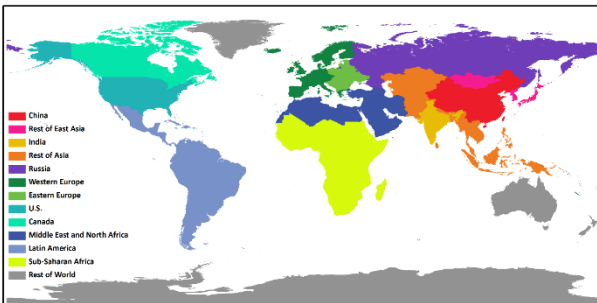 China
Rest of East Asia
India
Rest of Asia
Russia
Western Europe
Eastern Europe
U.S.
Canada
Middle East and North Africa
Latin America
Sub-Saharan Africa
Rest of World